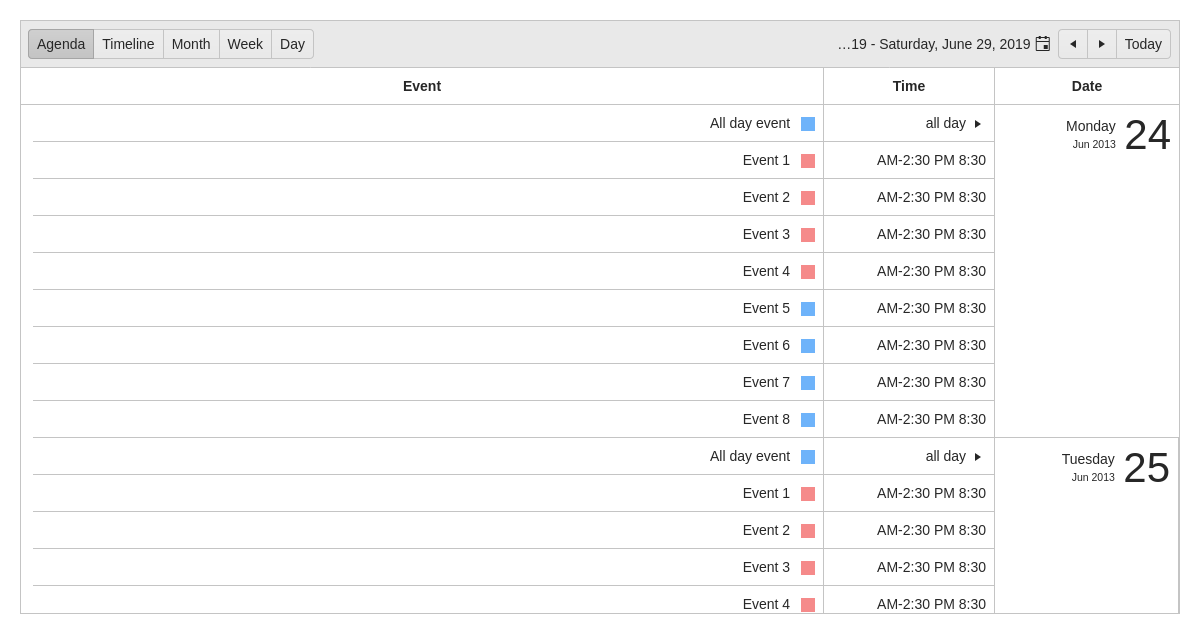 Agenda Timeline Month Week Day …19 - Saturday, June 29, 2019 Today
Event Time Date
All day event all day Monday 24
Jun 2013
Event 1 AM-2:30 PM 8:30
Event 2 AM-2:30 PM 8:30
Event 3 AM-2:30 PM 8:30
Event 4 AM-2:30 PM 8:30
Event 5 AM-2:30 PM 8:30
Event 6 AM-2:30 PM 8:30
Event 7 AM-2:30 PM 8:30
Event 8 AM-2:30 PM 8:30
All day event all day Tuesday 25
Jun 2013
Event 1 AM-2:30 PM 8:30
Event 2 AM-2:30 PM 8:30
Event 3 AM-2:30 PM 8:30
Event 4 AM-2:30 PM 8:30